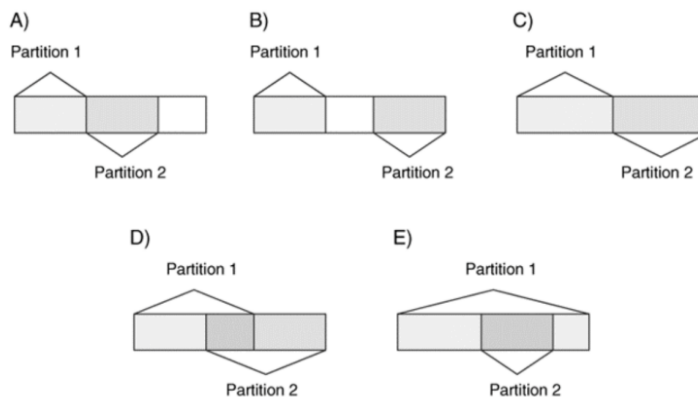 A)
Partition 1
Partition 2
B)
Partition 1
Partition 2
C)
Partition 1
Partition 2
D)
Partition 1
Partition 2
E)
Partition 1
Partition 2